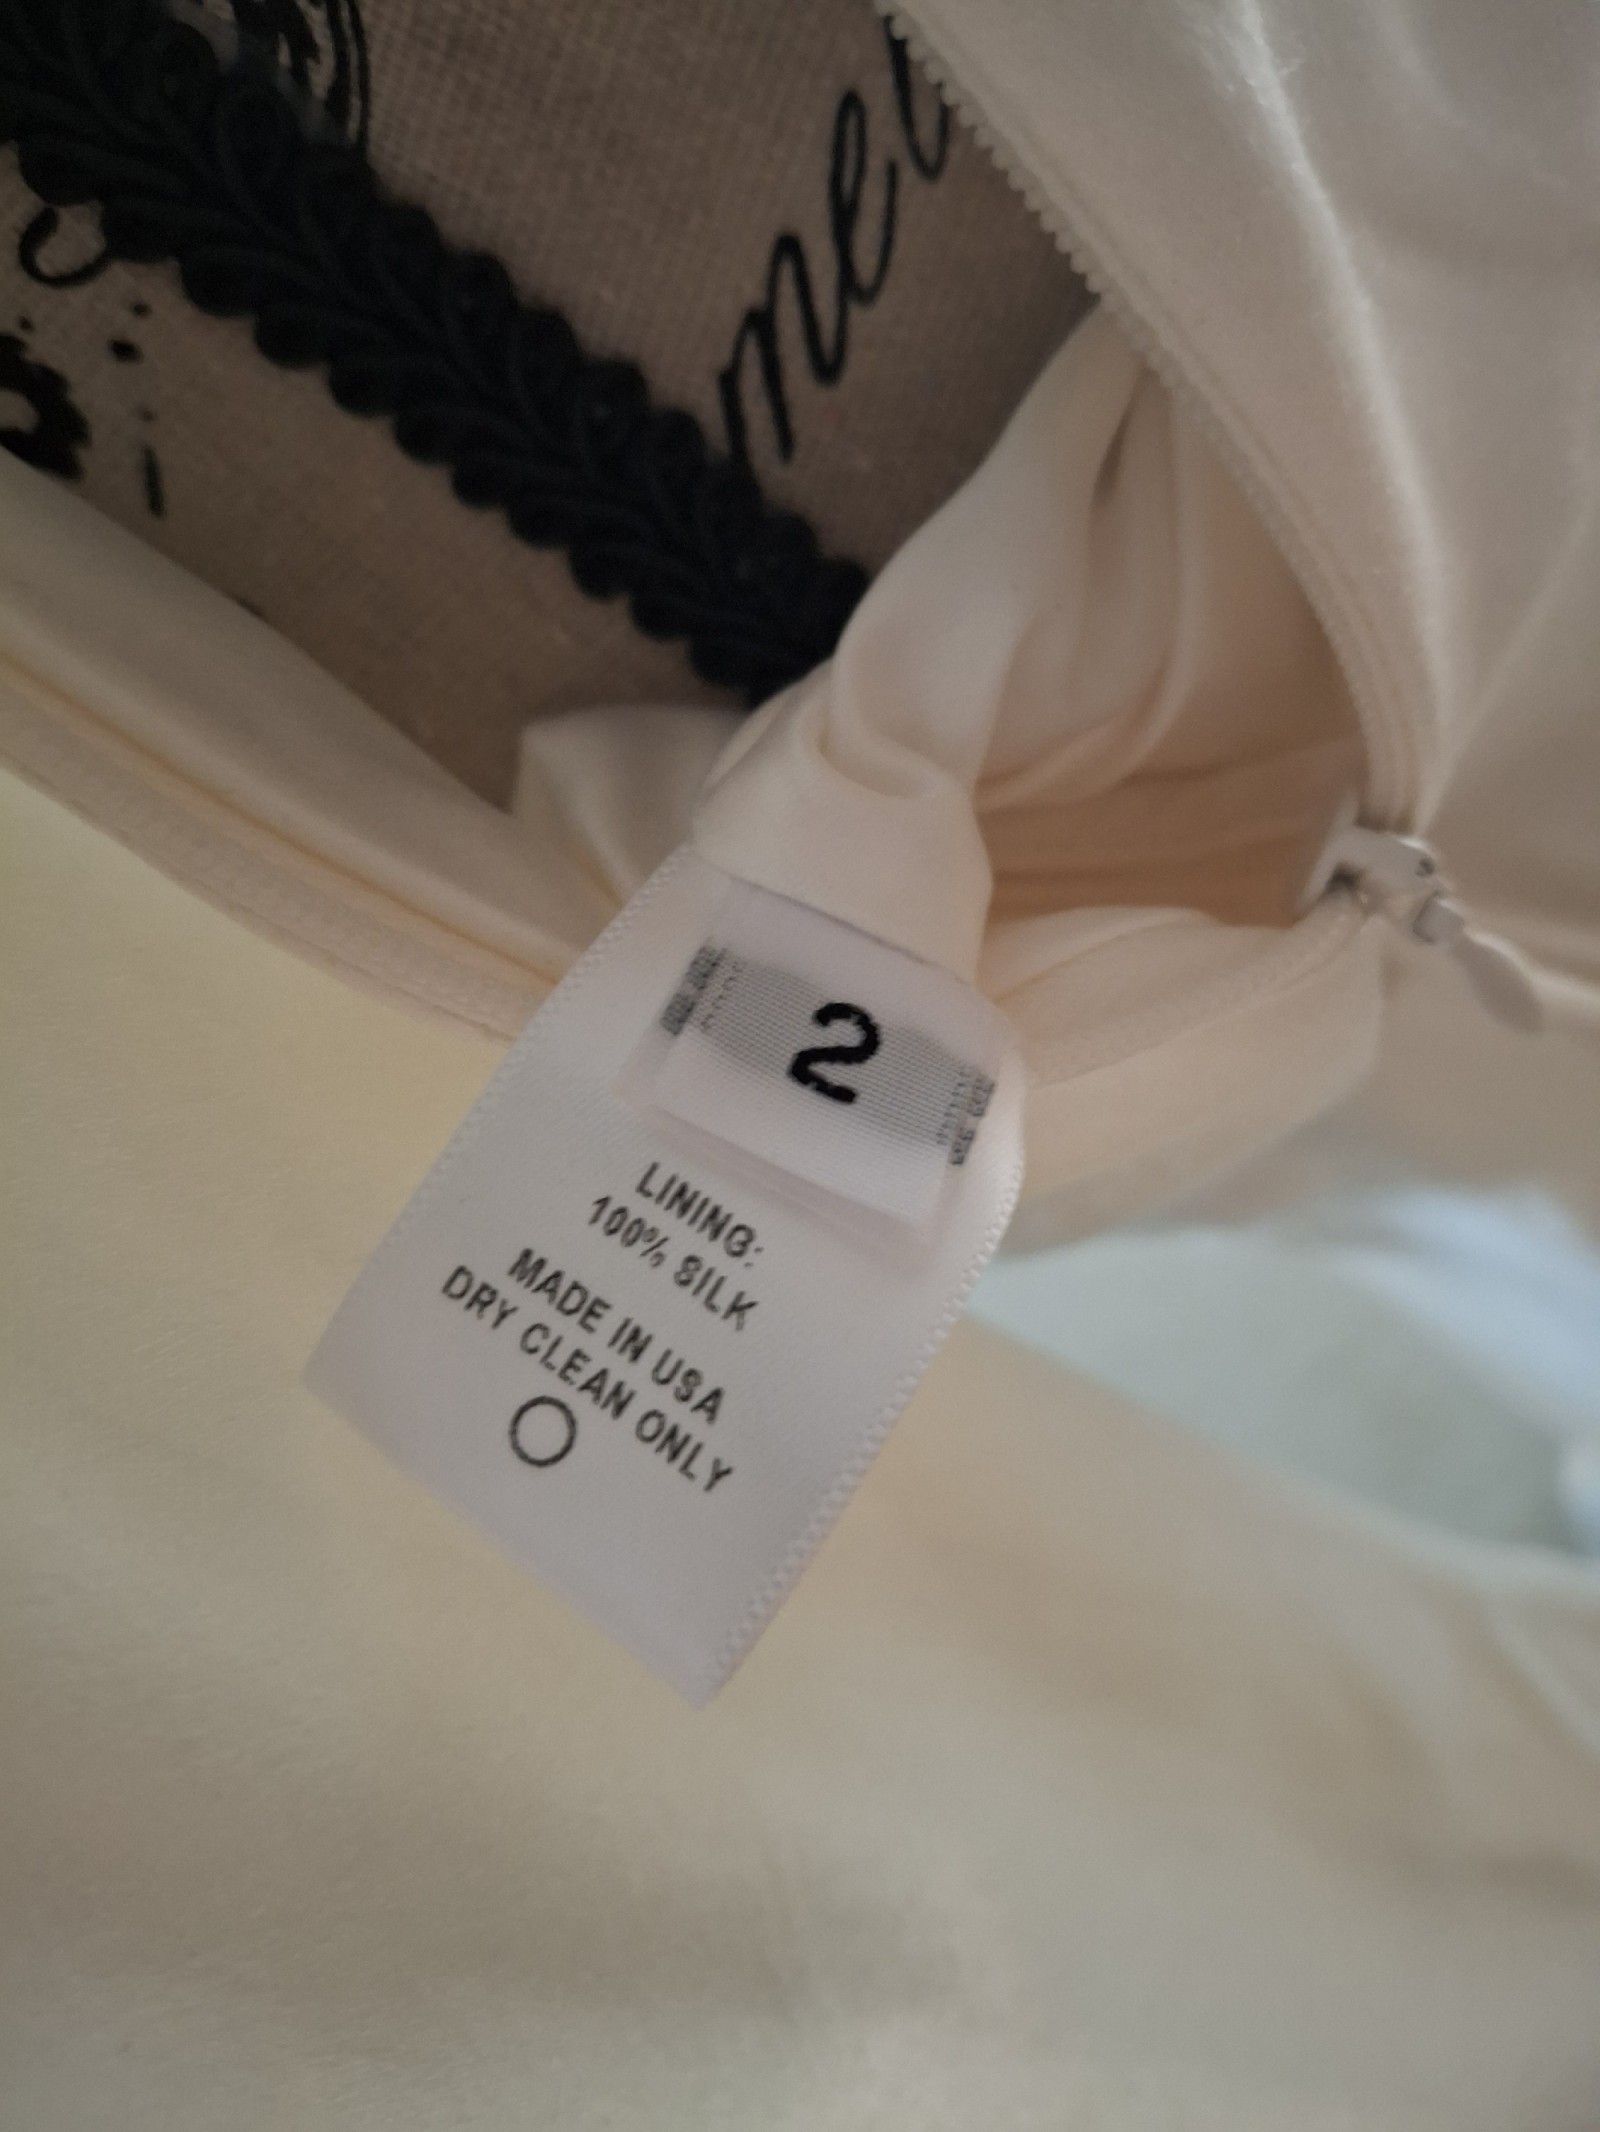 2
LINING:
100% SILK
MADE IN USA
DRY CLEAN ONLY